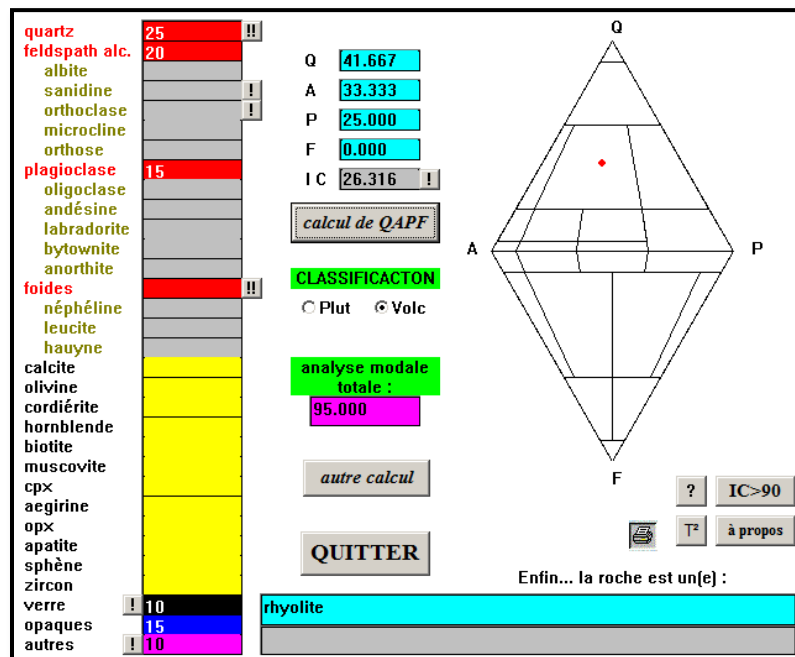 quartz 25 !!
feldspath alc. 20
albite
sanidine !
orthoclase !
microcline
orthose
plagioclase 15
oligoclase
andésine
labradorite
bytownite
anorthite
foides !!
néphéline
leucite
hauyne
calcite
olivine
cordiérite
hornblende
biotite
muscovite
cpx
aegirine
opx
apatite
sphène
zircon
verre ! 10
opaques 15
autres ! 10
Q 41.667
A 33.333
P 25.000
F 0.000
I C 26.316 !
calcul de QAPF
CLASSIFICACTON
Plut Volc
analyse modale
totale :
95.000
autre calcul
QUITTER
Q
A P
F
? IC>90
T² à propos
Enfin... la roche est un(e) :
rhyolite